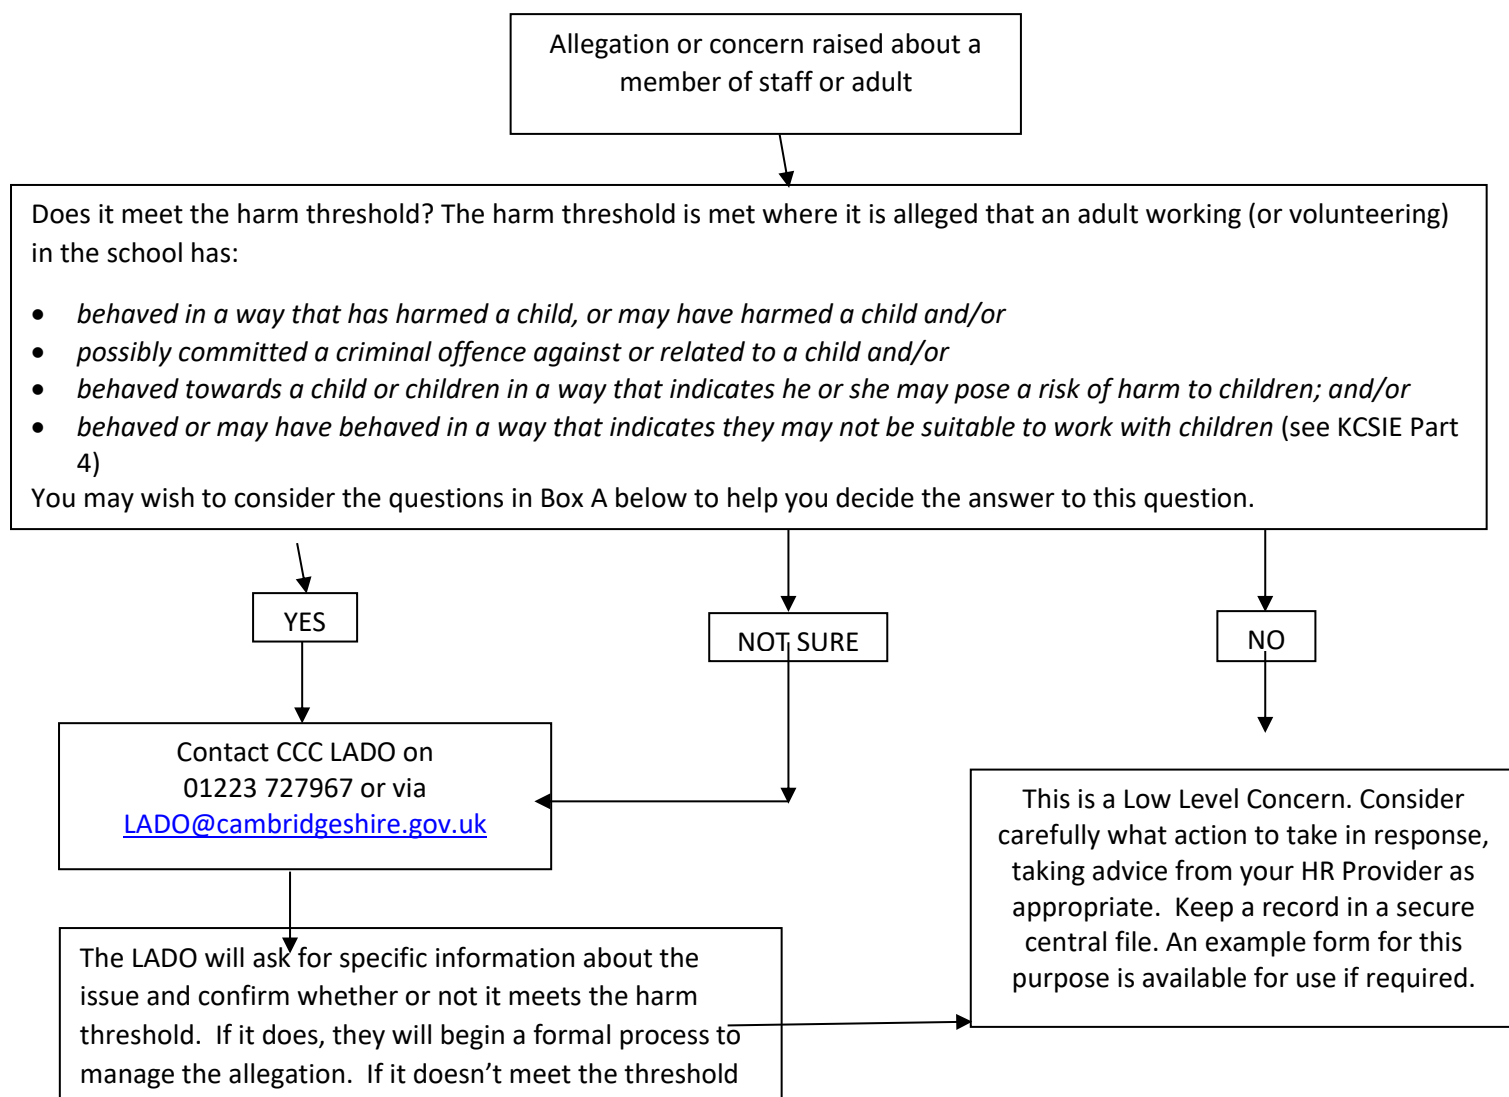 Allegation or concern raised about a
member of staff or adult
Does it meet the harm threshold? The harm threshold is met where it is alleged that an adult working (or volunteering)
in the school has:
• behaved in a way that has harmed a child, or may have harmed a child and/or
• possibly committed a criminal offence against or related to a child and/or
• behaved towards a child or children in a way that indicates he or she may pose a risk of harm to children; and/or
• behaved or may have behaved in a way that indicates they may not be suitable to work with children (see KCSIE Part
4)
You may wish to consider the questions in Box A below to help you decide the answer to this question.
YES
NOT SURE
NO
Contact CCC LADO on
01223 727967 or via
LADO@cambridgeshire.gov.uk
This is a Low Level Concern. Consider
carefully what action to take in response,
taking advice from your HR Provider as
appropriate.  Keep a record in a secure
central file. An example form for this
purpose is available for use if required.
The LADO will ask for specific information about the
issue and confirm whether or not it meets the harm
threshold.  If it does, they will begin a formal process to
manage the allegation.  If it doesn’t meet the threshold